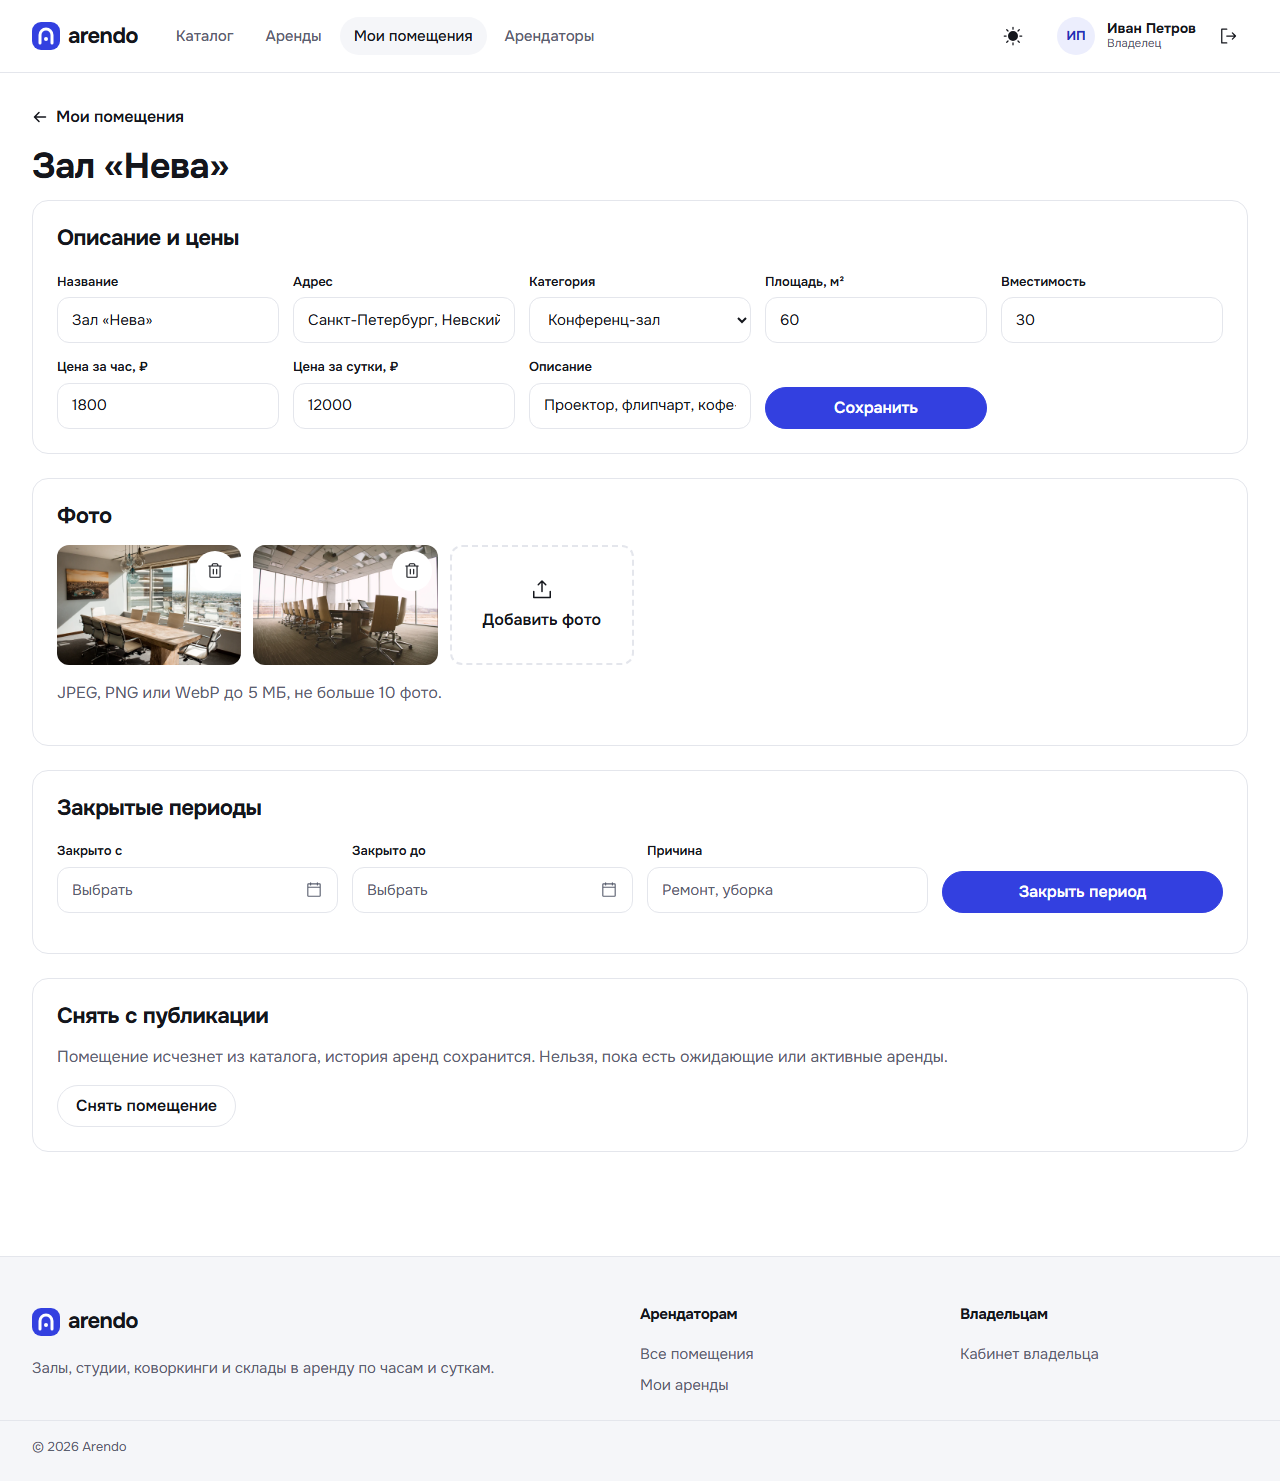 arendo
Каталог
Аренды
Мои помещения
Арендаторы
ИП
Иван Петров
Владелец
Мои помещения
Зал «Нева»
Описание и цены
Название
Адрес
Категория
Площадь, м²
Вместимость
Зал «Нева»
Санкт-Петербург, Невский
Конференц-зал
60
30
Цена за час, ₽
Цена за сутки, ₽
Описание
1800
12000
Проектор, флипчарт, кофе-
Сохранить
Фото
Добавить фото
JPEG, PNG или WebP до 5 МБ, не больше 10 фото.
Закрытые периоды
Закрыто с
Закрыто до
Причина
Выбрать
Выбрать
Ремонт, уборка
Закрыть период
Снять с публикации
Помещение исчезнет из каталога, история аренд сохранится. Нельзя, пока есть ожидающие или активные аренды.
Снять помещение
arendo
Залы, студии, коворкинги и склады в аренду по часам и суткам.
Арендаторам
Все помещения
Мои аренды
Владельцам
Кабинет владельца
© 2026 Arendo